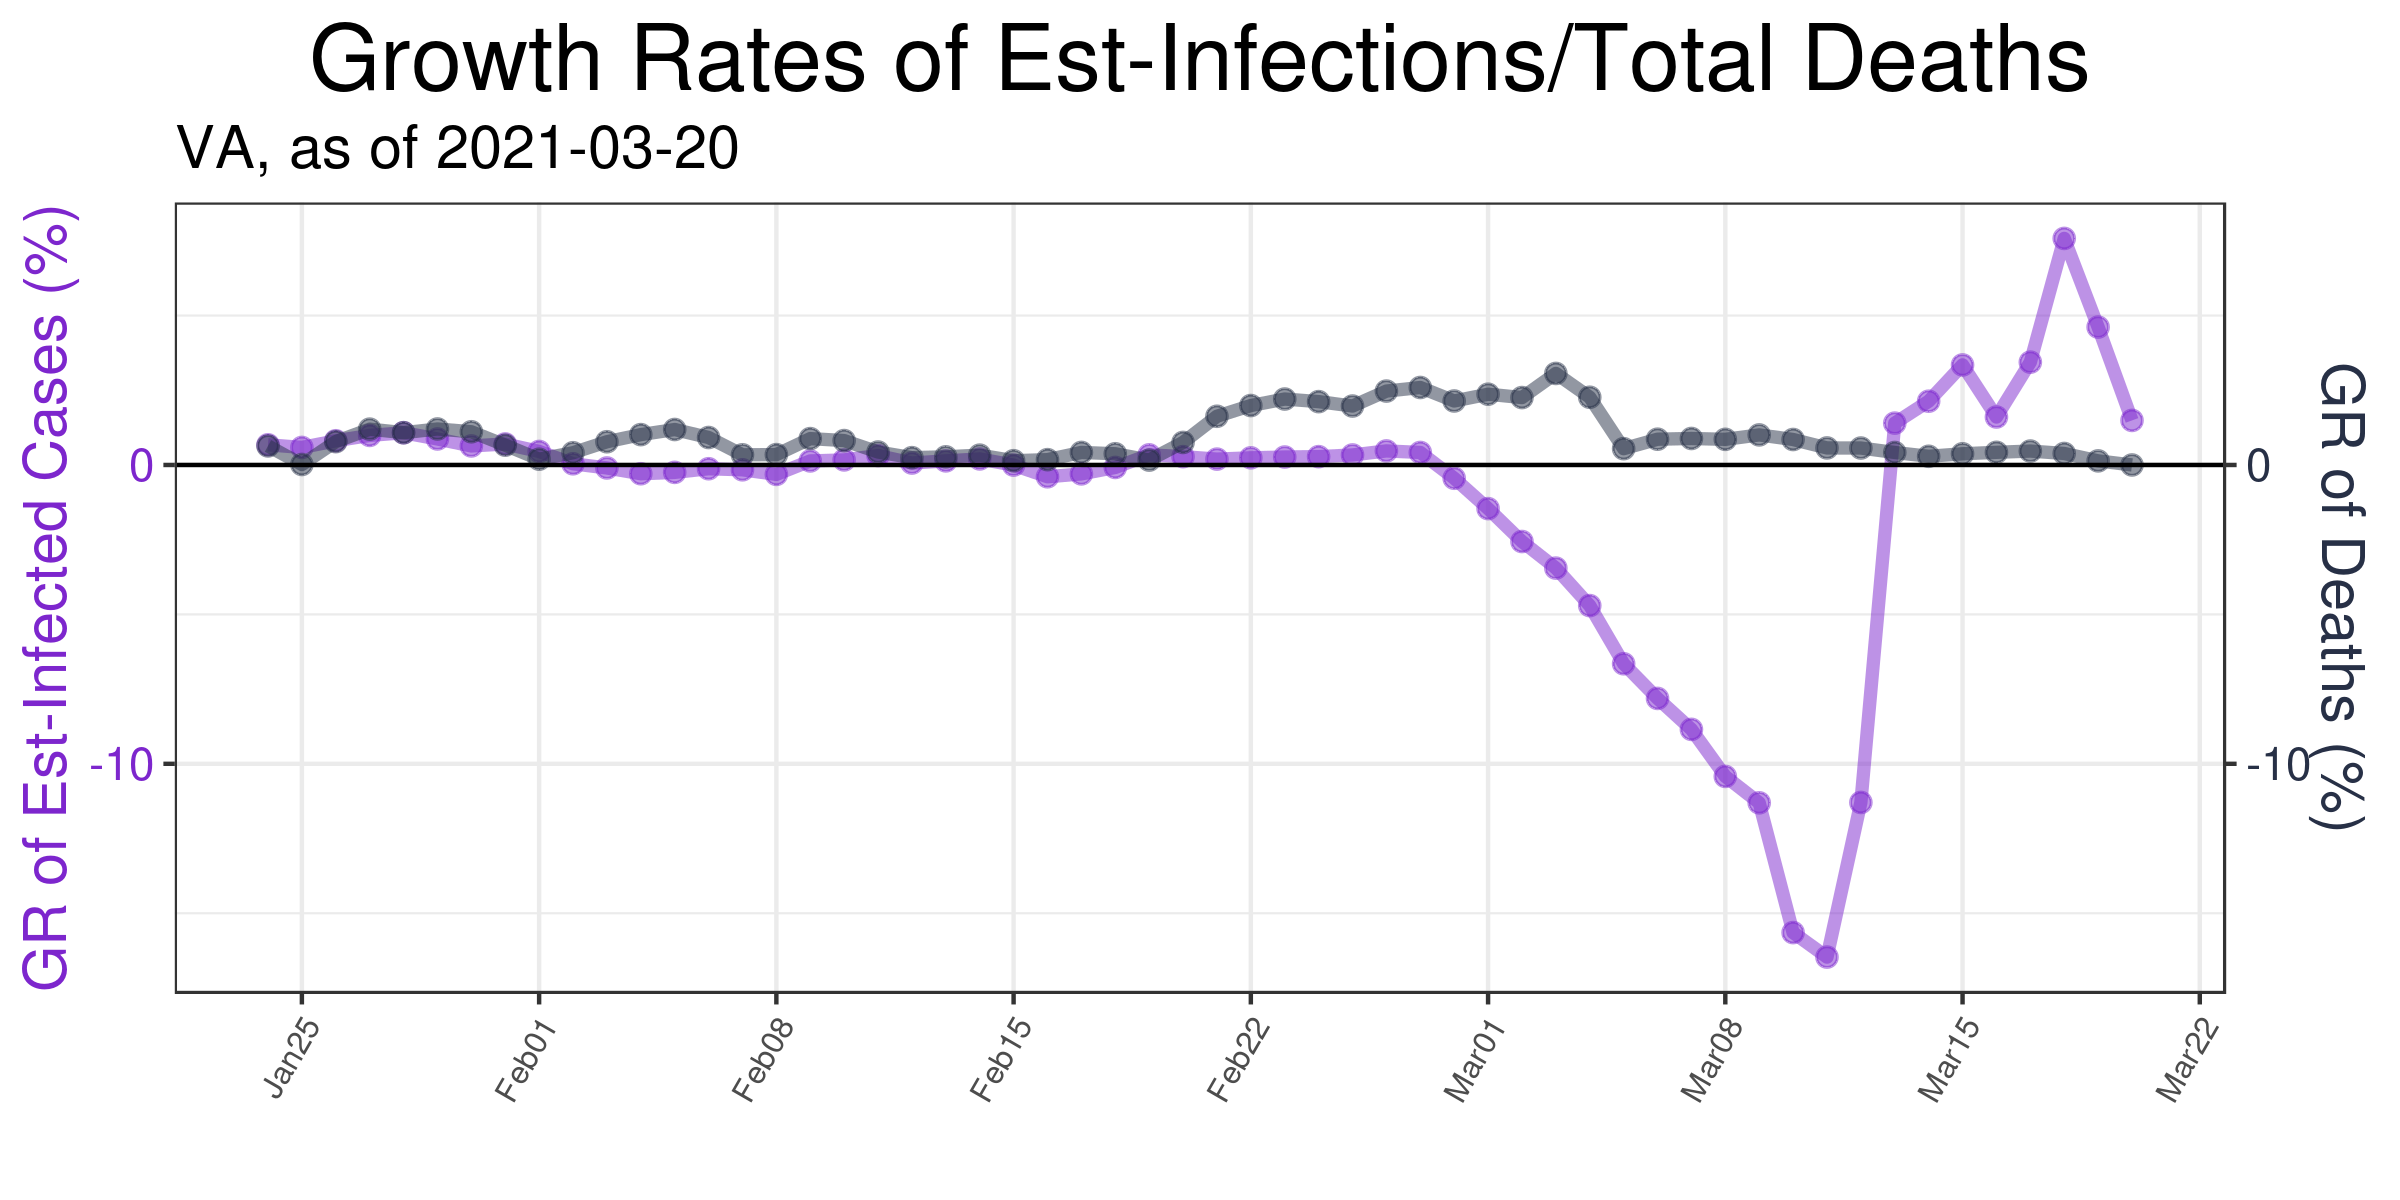 Growth Rates of Est-Infections/Total Deaths
VA, as of 2021-03-20
GR of Est-Infected Cases (%)
0
-10
0
-10
GR of Deaths (%)
Jan25
Feb01
Feb08
Feb15
Feb22
Mar01
Mar08
Mar15
Mar22